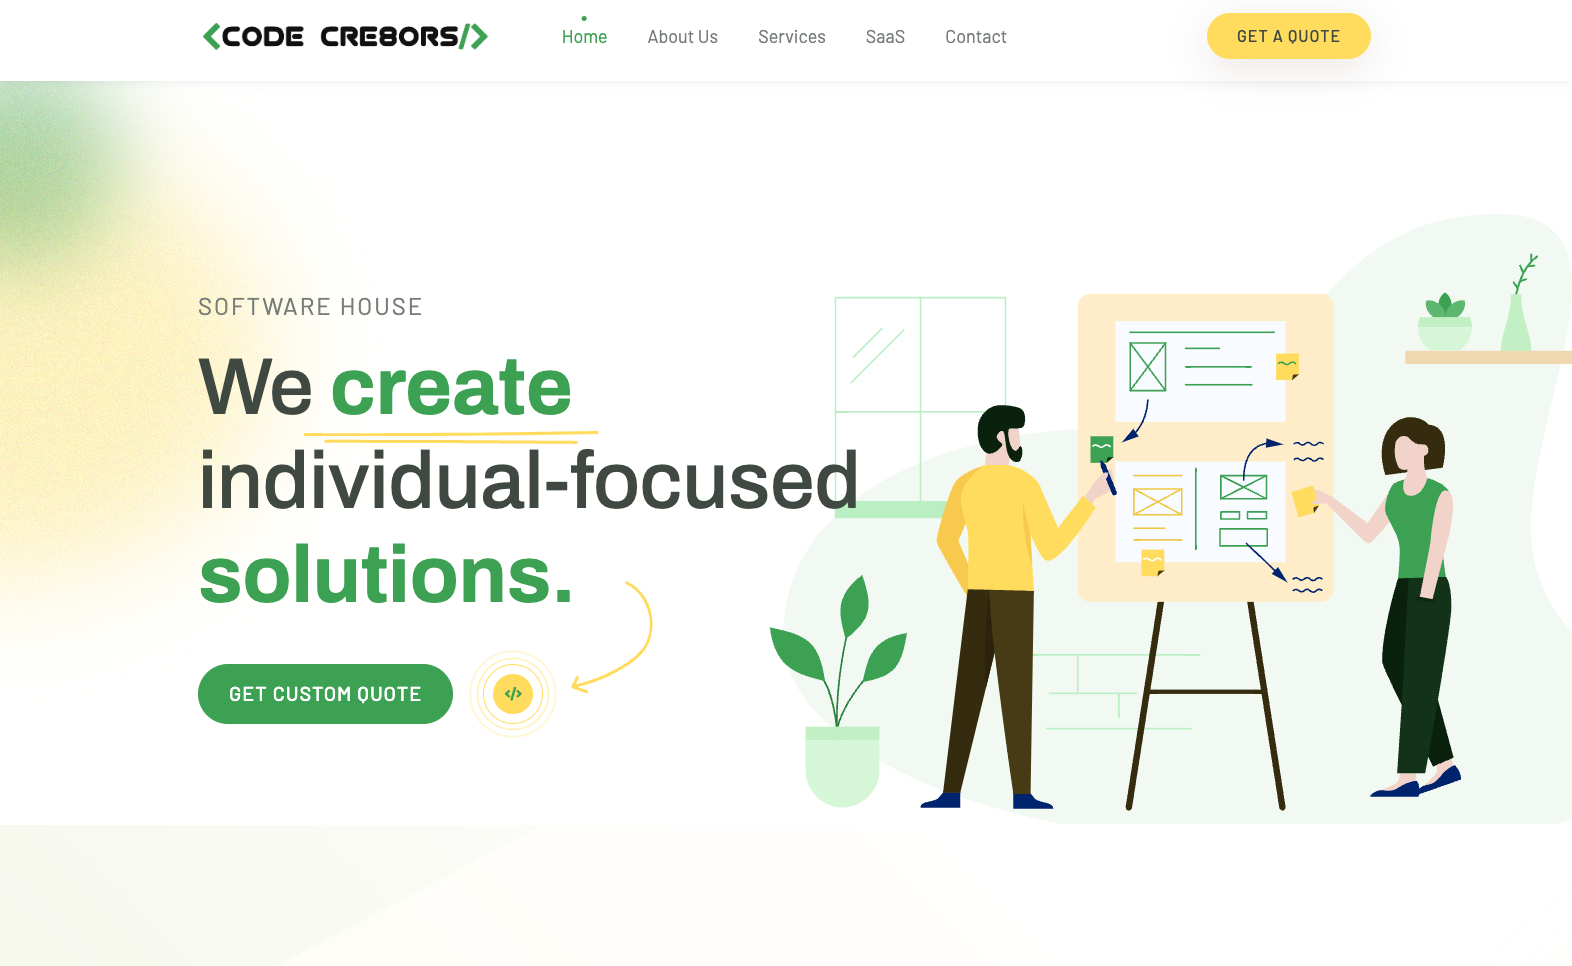 <CODE CRE8ORS/>
Home
About Us
Services
SaaS
Contact
GET A QUOTE
SOFTWARE HOUSE
We create
individual-focused
solutions.
GET CUSTOM QUOTE
</>